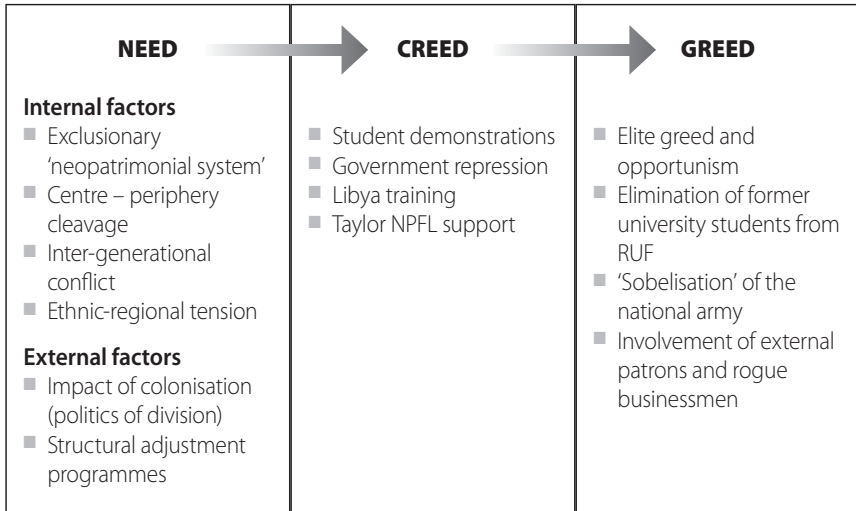 NEED
Internal factors
■ Exclusionary
‘neopatrimonial system’
■ Centre – periphery
cleavage
■ Inter-generational
conflict
■ Ethnic-regional tension
External factors
■ Impact of colonisation
(politics of division)
■ Structural adjustment
programmes
CREED
■ Student demonstrations
■ Government repression
■ Libya training
■ Taylor NPFL support
GREED
■ Elite greed and
opportunism
■ Elimination of former
university students from
RUF
■ ‘Sobelisation’ of the
national army
■ Involvement of external
patrons and rogue
businessmen